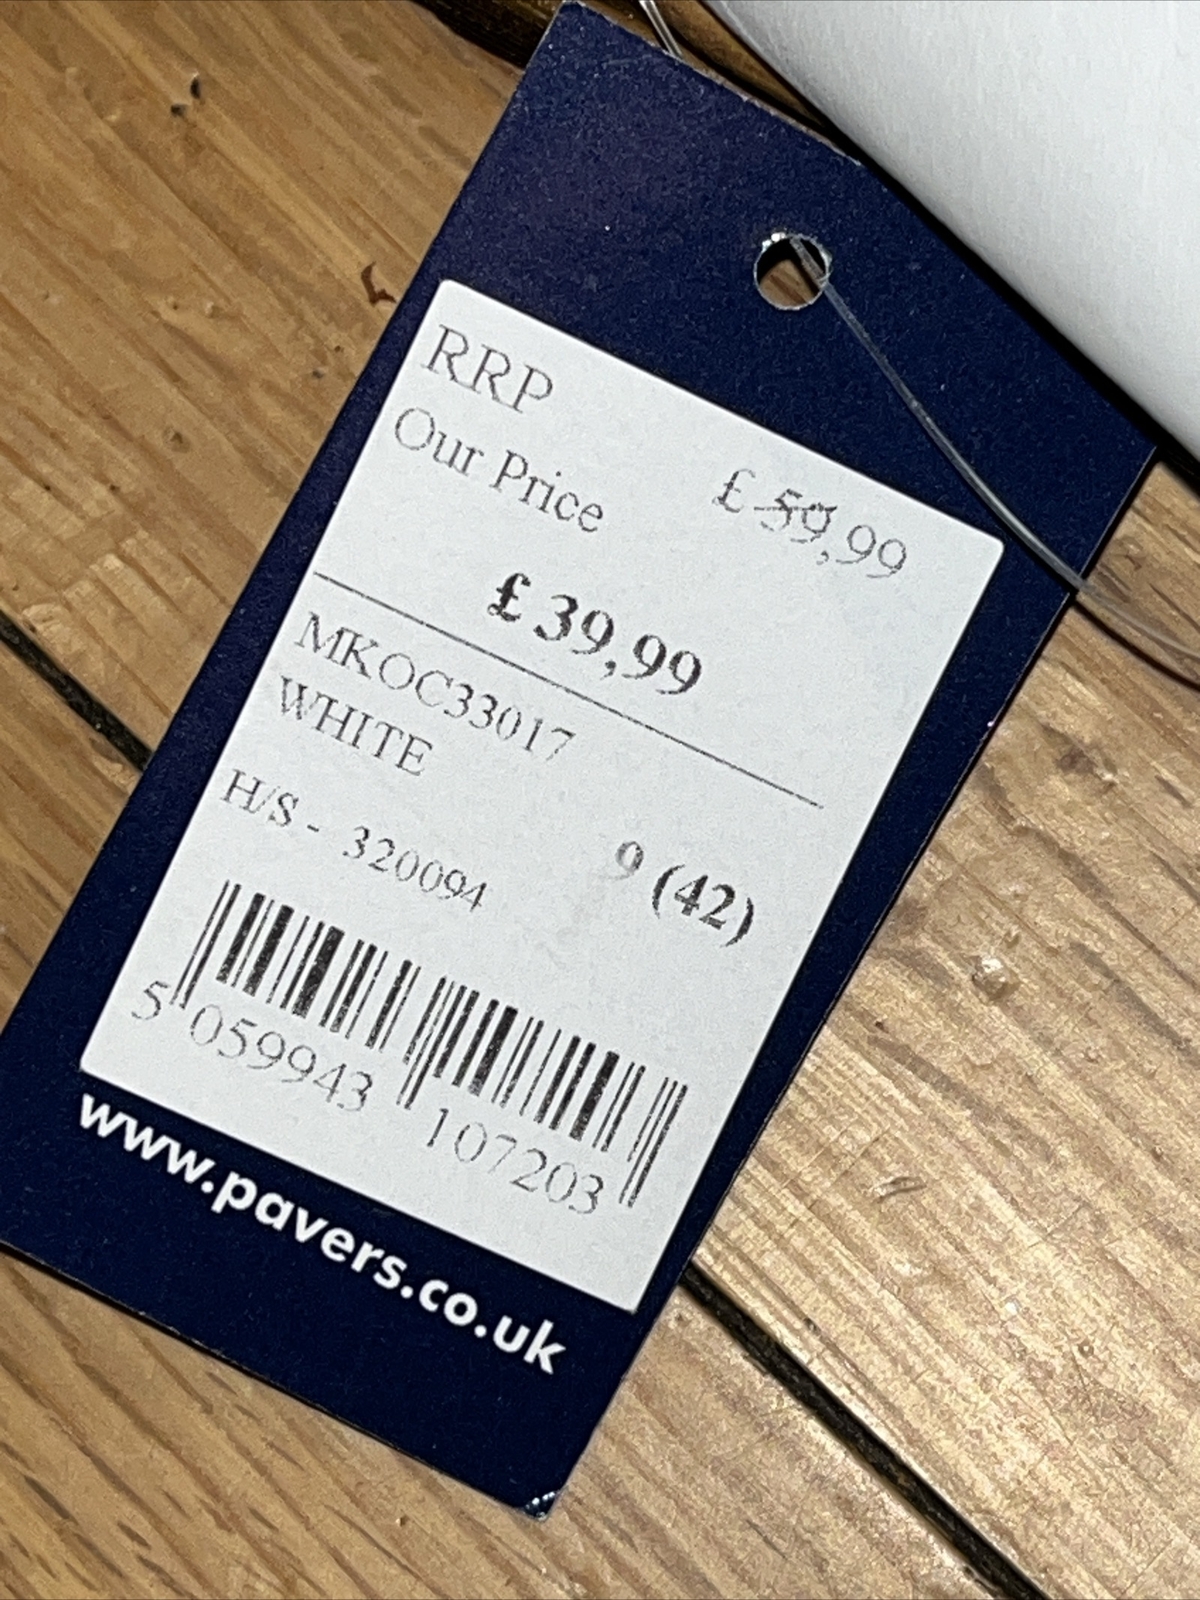 RRP
£ 59,99
Our Price
£ 39,99
MKOC33017
WHITE
9 (42)
H/S - 320094
5 059943 107203
www.pavers.co.uk